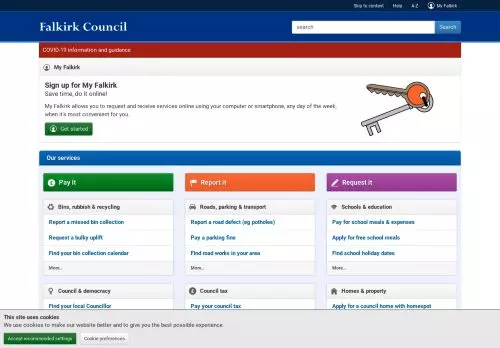 Skip to content Help A-Z My Falkirk
Falkirk Council
search Search
COVID-19 information and guidance
My Falkirk
Sign up for My Falkirk
Save time, do it online!
My Falkirk allows you to request and receive services online using your computer or smartphone, any day of the week,
when it's most convenient for you.
Get started
Our services
Pay it Report it Request it
Bins, rubbish & recycling Roads, parking & transport Schools & education
Report a missed bin collection Report a road defect (eg potholes) Pay for school meals & expenses
Request a bulky uplift Pay a parking fine Apply for free school meals
Find your bin collection calendar Find road works in your area Find school holiday dates
More... More... More...
Council & democracy Council tax Homes & property
Find your local Councillor Pay your council tax Apply for a council home with homespot
This site uses cookies
We use cookies to make our website better and to give you the best possible experience.
Accept recommended settings Cookie preferences